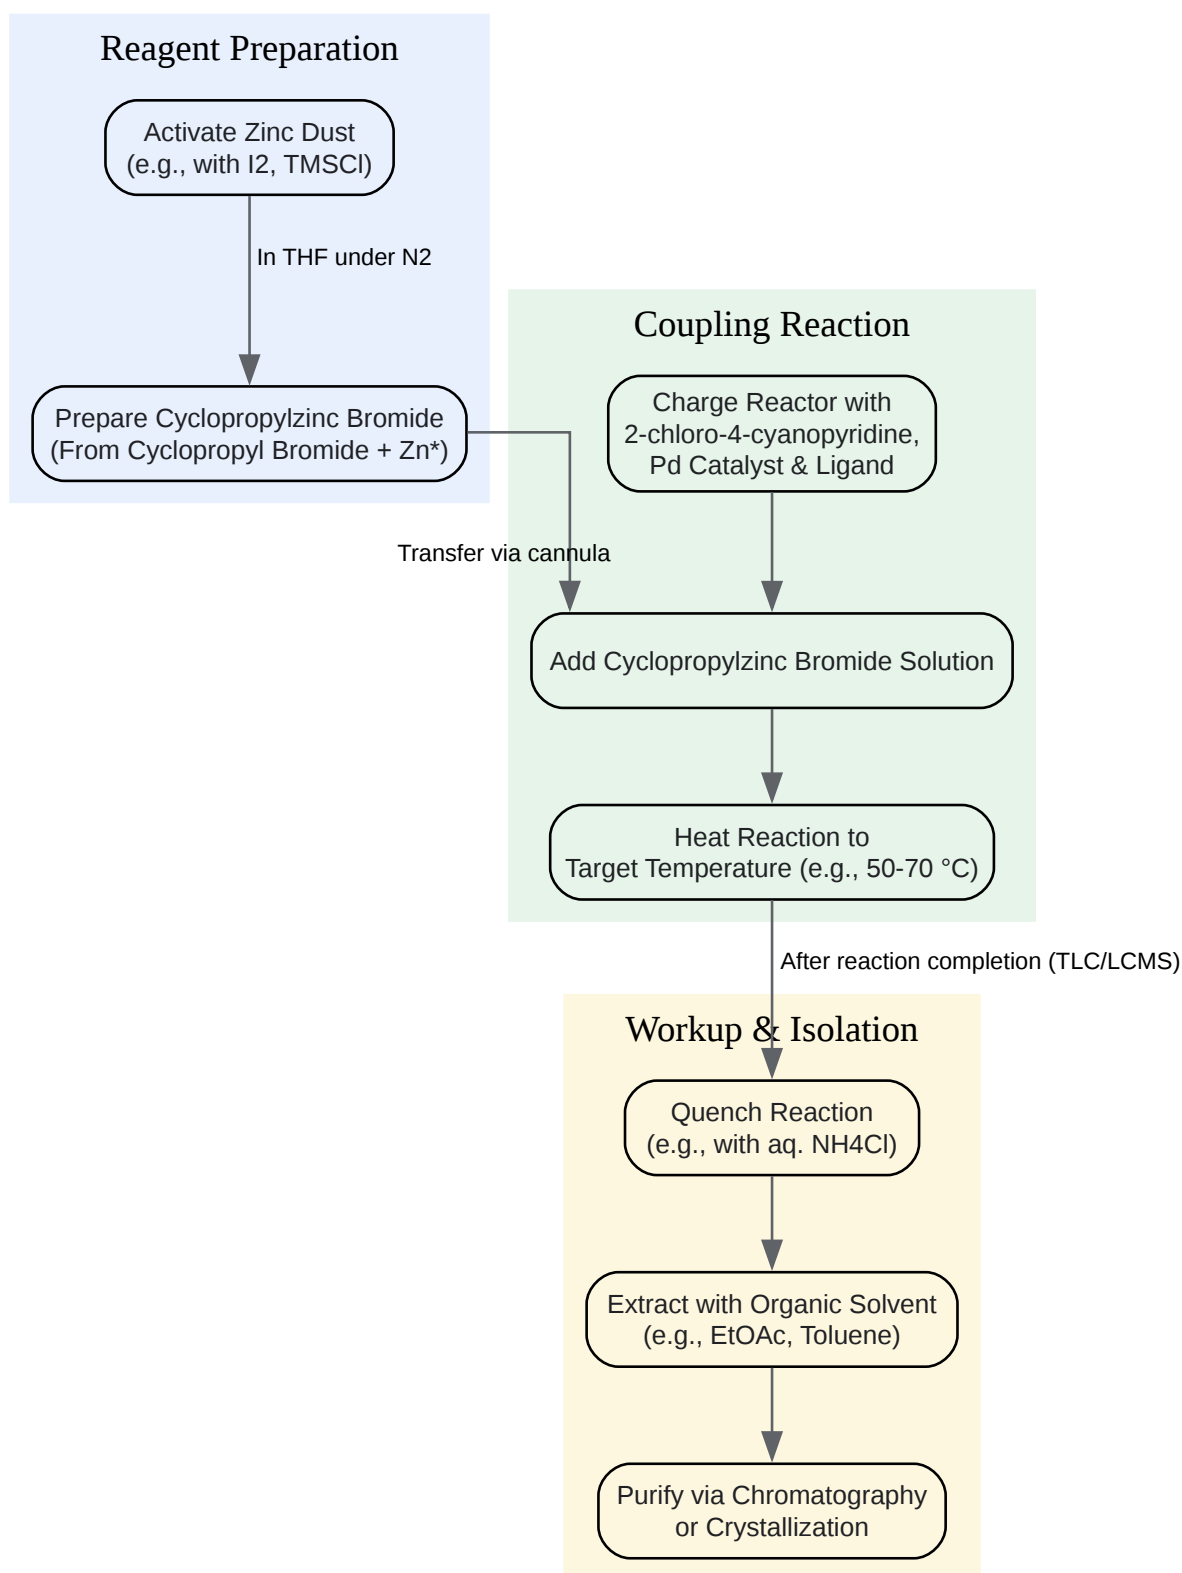 Reagent Preparation
Activate Zinc Dust
(e.g., with I2, TMSCl)
In THF under N2
Prepare Cyclopropylzinc Bromide
(From Cyclopropyl Bromide + Zn*)
Transfer via cannula
Coupling Reaction
Charge Reactor with
2-chloro-4-cyanopyridine,
Pd Catalyst & Ligand
Add Cyclopropylzinc Bromide Solution
Heat Reaction to
Target Temperature (e.g., 50-70 °C)
After reaction completion (TLC/LCMS)
Workup & Isolation
Quench Reaction
(e.g., with aq. NH4Cl)
Extract with Organic Solvent
(e.g., EtOAc, Toluene)
Purify via Chromatography
or Crystallization